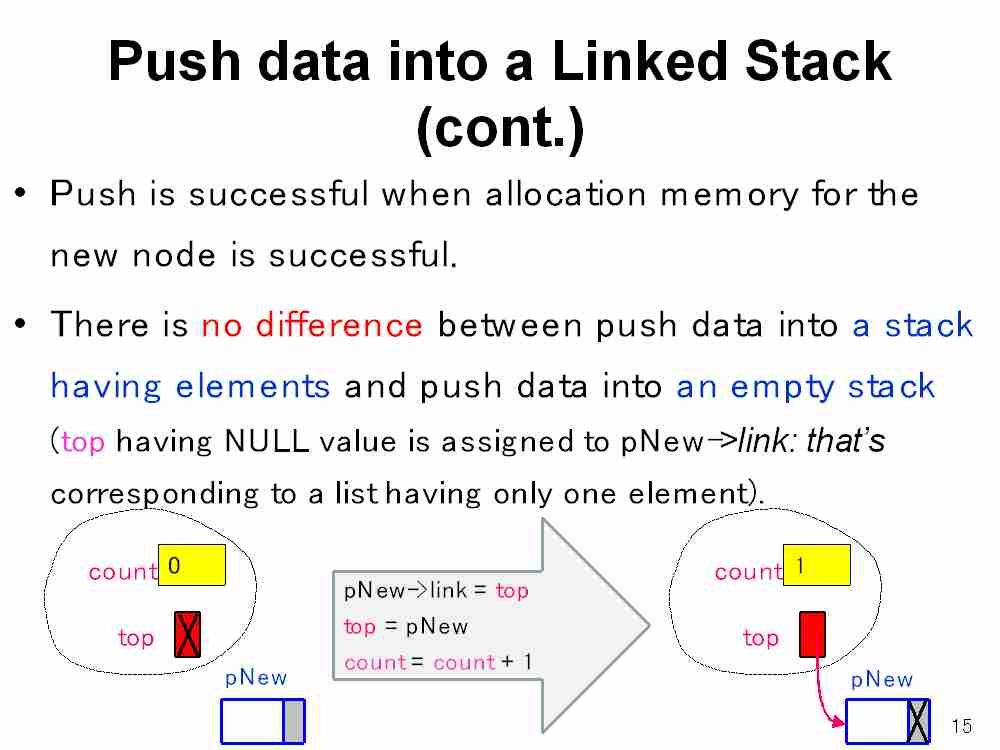 Push data into a Linked Stack
(cont.)
• Push is successful when allocation memory for the
new node is successful.
• There is no difference between push data into a stack
having elements and push data into an empty stack
(top having NULL value is assigned to pNew->link: that’s
corresponding to a list having only one element).
count 0
top
pNew
pNew->link = top
top = pNew
count = count + 1
count 1
top
pNew
15